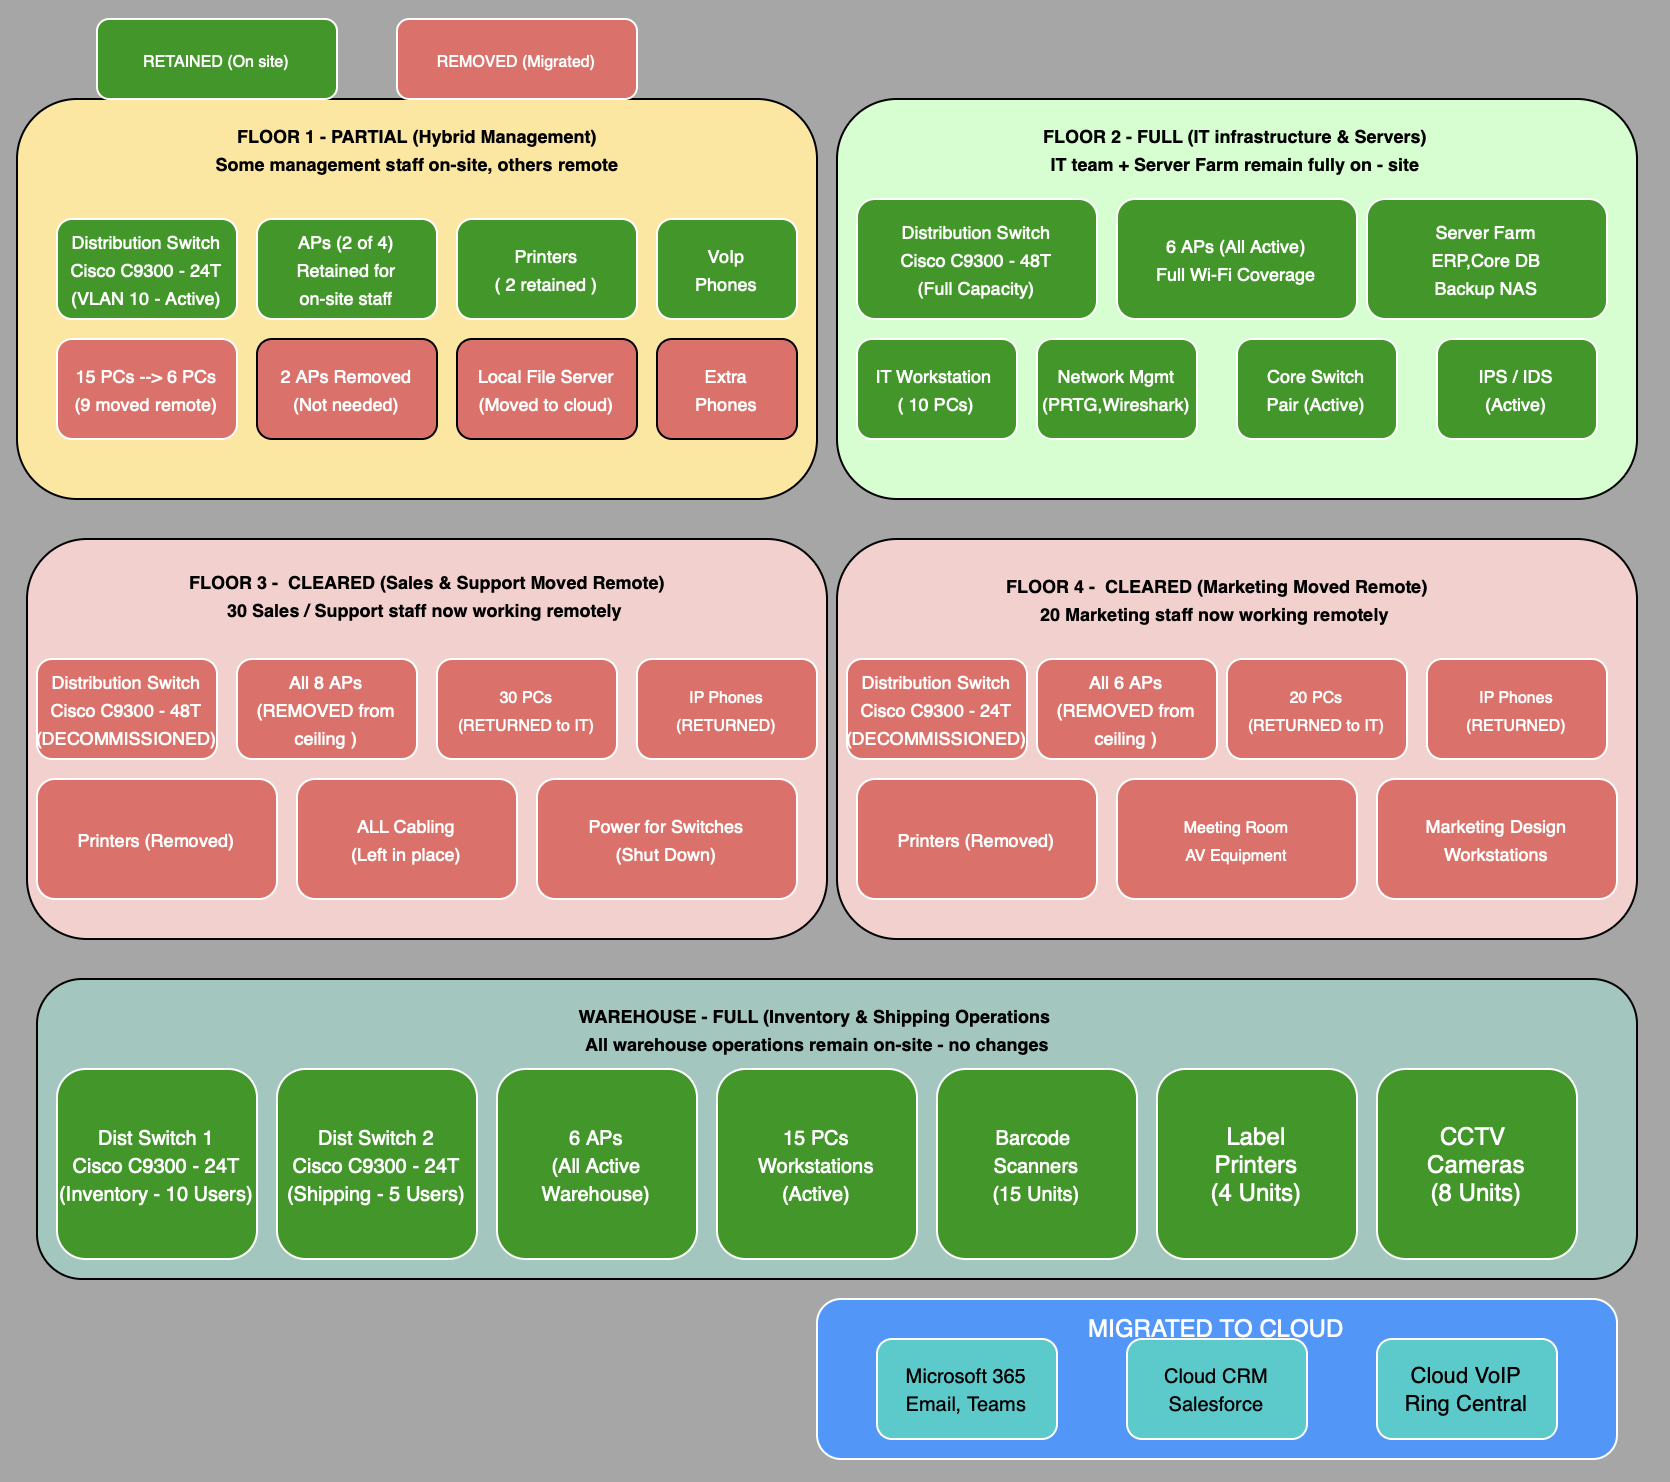 RETAINED (On site)
REMOVED (Migrated)
FLOOR 1 - PARTIAL (Hybrid Management)
Some management staff on-site, others remote
Distribution Switch
Cisco C9300 - 24T
(VLAN 10 - Active)
APs (2 of 4)
Retained for
on-site staff
Printers
( 2 retained )
VoIp
Phones
15 PCs --> 6 PCs
(9 moved remote)
2 APs Removed
(Not needed)
Local File Server
(Moved to cloud)
Extra
Phones
FLOOR 2 - FULL (IT infrastructure & Servers)
IT team + Server Farm remain fully on - site
Distribution Switch
Cisco C9300 - 48T
(Full Capacity)
6 APs (All Active)
Full Wi-Fi Coverage
Server Farm
ERP,Core DB
Backup NAS
IT Workstation
( 10 PCs)
Network Mgmt
(PRTG,Wireshark)
Core Switch
Pair (Active)
IPS / IDS
(Active)
FLOOR 3 -  CLEARED (Sales & Support Moved Remote)
30 Sales / Support staff now working remotely
Distribution Switch
Cisco C9300 - 48T
(DECOMMISSIONED)
All 8 APs
(REMOVED from
ceiling )
30 PCs
(RETURNED to IT)
IP Phones
(RETURNED)
Printers (Removed)
ALL Cabling
(Left in place)
Power for Switches
(Shut Down)
FLOOR 4 -  CLEARED (Marketing Moved Remote)
20 Marketing staff now working remotely
Distribution Switch
Cisco C9300 - 24T
(DECOMMISSIONED)
All 6 APs
(REMOVED from
ceiling )
20 PCs
(RETURNED to IT)
IP Phones
(RETURNED)
Printers (Removed)
Meeting Room
AV Equipment
Marketing Design
Workstations
WAREHOUSE - FULL (Inventory & Shipping Operations
All warehouse operations remain on-site - no changes
Dist Switch 1
Cisco C9300 - 24T
(Inventory - 10 Users)
Dist Switch 2
Cisco C9300 - 24T
(Shipping - 5 Users)
6 APs
(All Active
Warehouse)
15 PCs
Workstations
(Active)
Barcode
Scanners
(15 Units)
Label
Printers
(4 Units)
CCTV
Cameras
(8 Units)
MIGRATED TO CLOUD
Microsoft 365
Email, Teams
Cloud CRM
Salesforce
Cloud VoIP
Ring Central